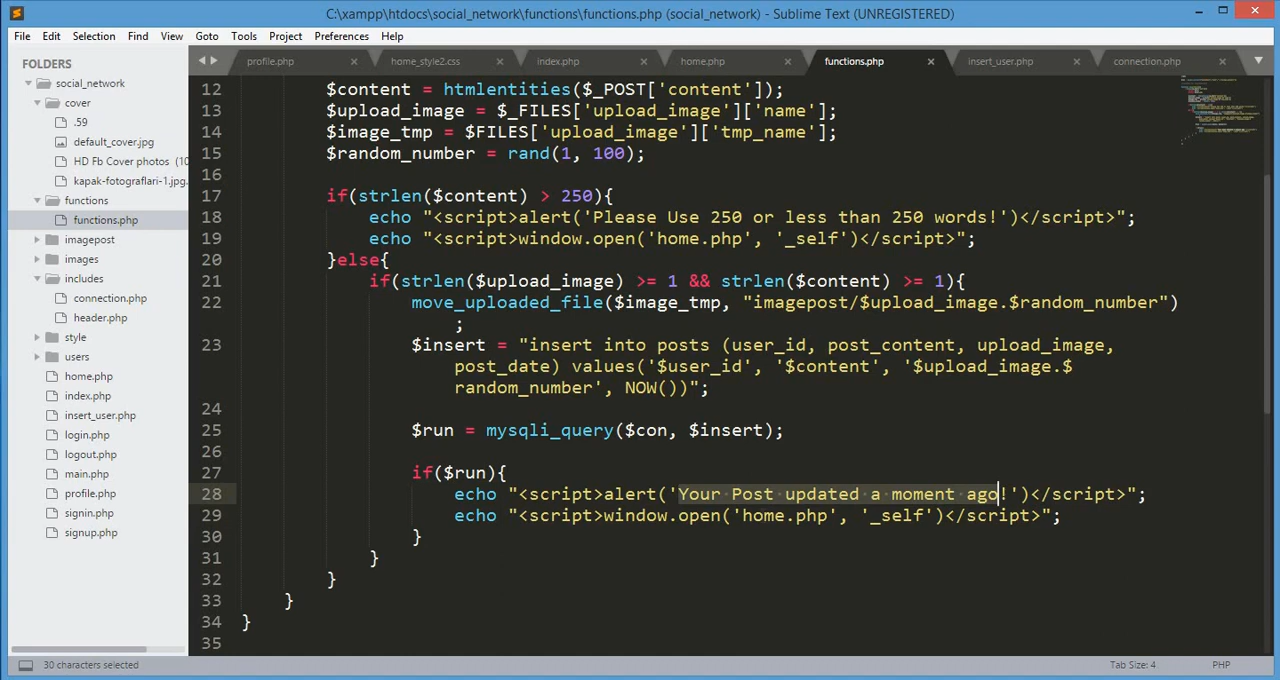 C:\xampp\htdocs\social_network\functions\functions.php (social_network) - Sublime Text (UNREGISTERED)
File Edit Selection Find View Goto Tools Project Preferences Help
FOLDERS
social_network
cover
.59
default_cover.jpg
HD Fb Cover photos (10
kapak-fotograflari-1.jpg.
functions
functions.php
imagepost
images
includes
connection.php
header.php
style
users
home.php
index.php
insert_user.php
login.php
logout.php
main.php
profile.php
signin.php
signup.php
profile.php home_style2.css index.php home.php functions.php insert_user.php connection.php
12 $content = htmlentities($_POST['content']);
13 $upload_image = $_FILES['upload_image']['name'];
14 $image_tmp = $FILES['upload_image']['tmp_name'];
15 $random_number = rand(1, 100);
16
17 if(strlen($content) > 250){
18 echo "<script>alert('Please Use 250 or less than 250 words!')</script>";
19 echo "<script>window.open('home.php', '_self')</script>";
20 }else{
21 if(strlen($upload_image) >= 1 && strlen($content) >= 1){
22 move_uploaded_file($image_tmp, "imagepost/$upload_image.$random_number")
;
23 $insert = "insert into posts (user_id, post_content, upload_image,
post_date) values('$user_id', '$content', '$upload_image.$
random_number', NOW())";
24
25 $run = mysqli_query($con, $insert);
26
27 if($run){
28 echo "<script>alert('Your Post updated a moment ago!')</script>";
29 echo "<script>window.open('home.php', '_self')</script>";
30 }
31 }
32 }
33 }
34 }
35
30 characters selected
Tab Size: 4 PHP